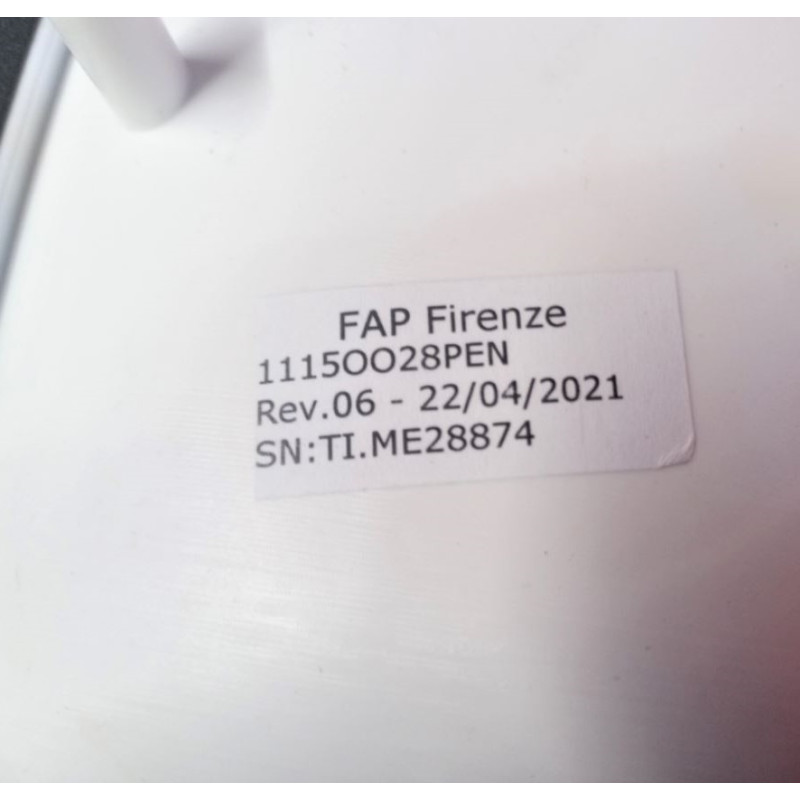 FAP Firenze
1115OO28PEN
Rev.06 - 22/04/2021
SN:TI.ME28874